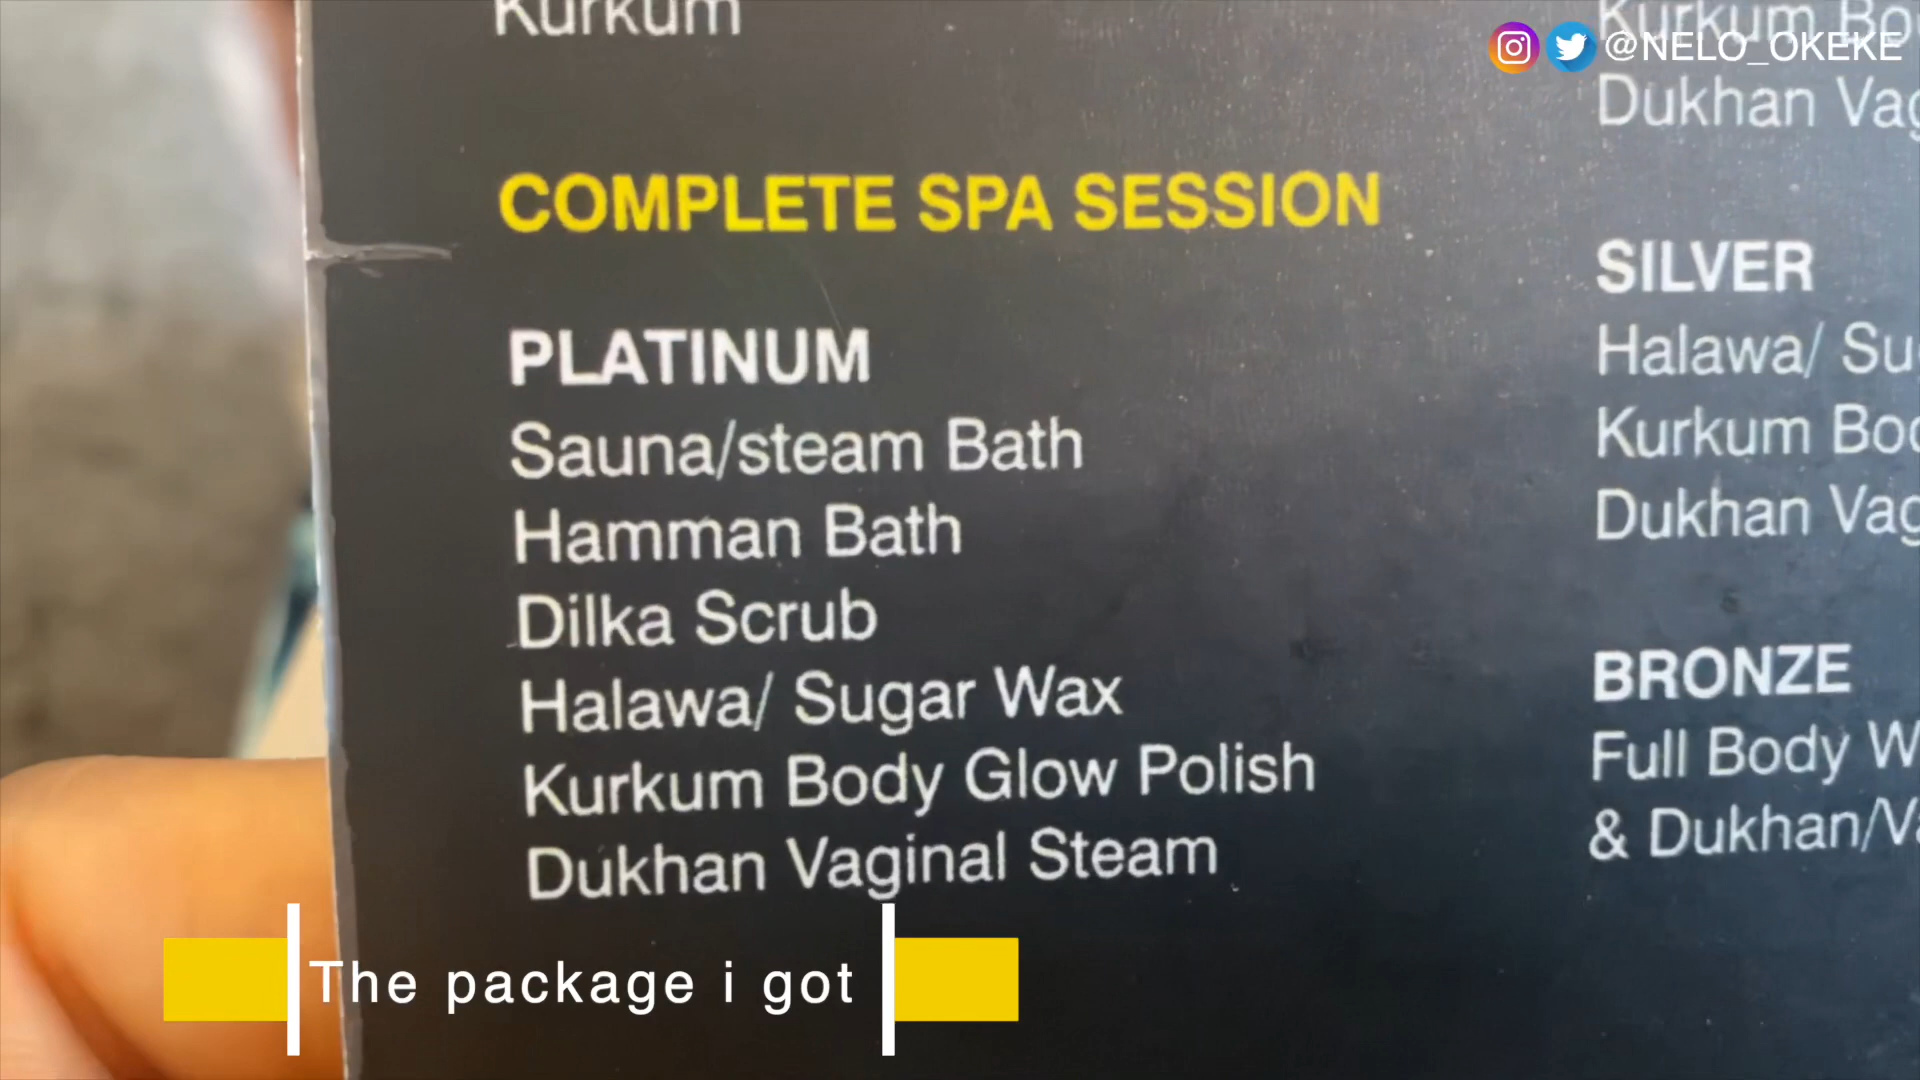 Kurkum
COMPLETE SPA SESSION
PLATINUM
Sauna/steam Bath
Hamman Bath
Dilka Scrub
Halawa/ Sugar Wax
Kurkum Body Glow Polish
Dukhan Vaginal Steam
Kurkum
@NELO_OKEKE
Dukhan
SILVER
Halawa/
Kurkum
Dukhan
BRONZE
Full Body
& Dukhan/
The package i got